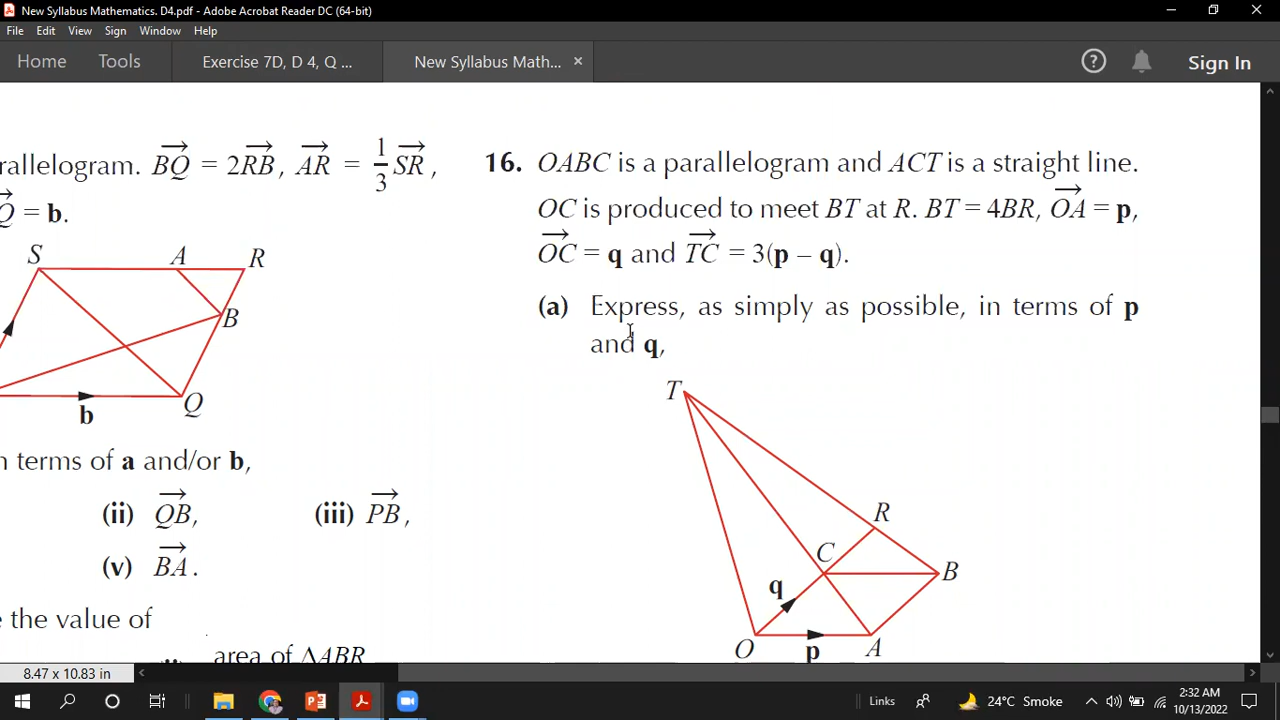 New Syllabus Mathematics. D4.pdf - Adobe Acrobat Reader DC (64-bit)
File Edit View Sign Window Help
Home Tools Exercise 7D, D 4, Q ... New Syllabus Math... × ? Sign In
rallelogram. BQ = 2RB, AR = 1/3 SR,
Q = b.
S A R
B
b Q
n terms of a and/or b,
(ii) QB, (iii) PB,
(v) BA.
e the value of
area of ΔABR
16. OABC is a parallelogram and ACT is a straight line.
OC is produced to meet BT at R. BT = 4BR, OA = p,
OC = q and TC = 3(p – q).
(a) Express, as simply as possible, in terms of p
and q,
T
R
C
B
q
O p A
8.47 x 10.83 in
Links 24°C Smoke 2:32 AM
10/13/2022